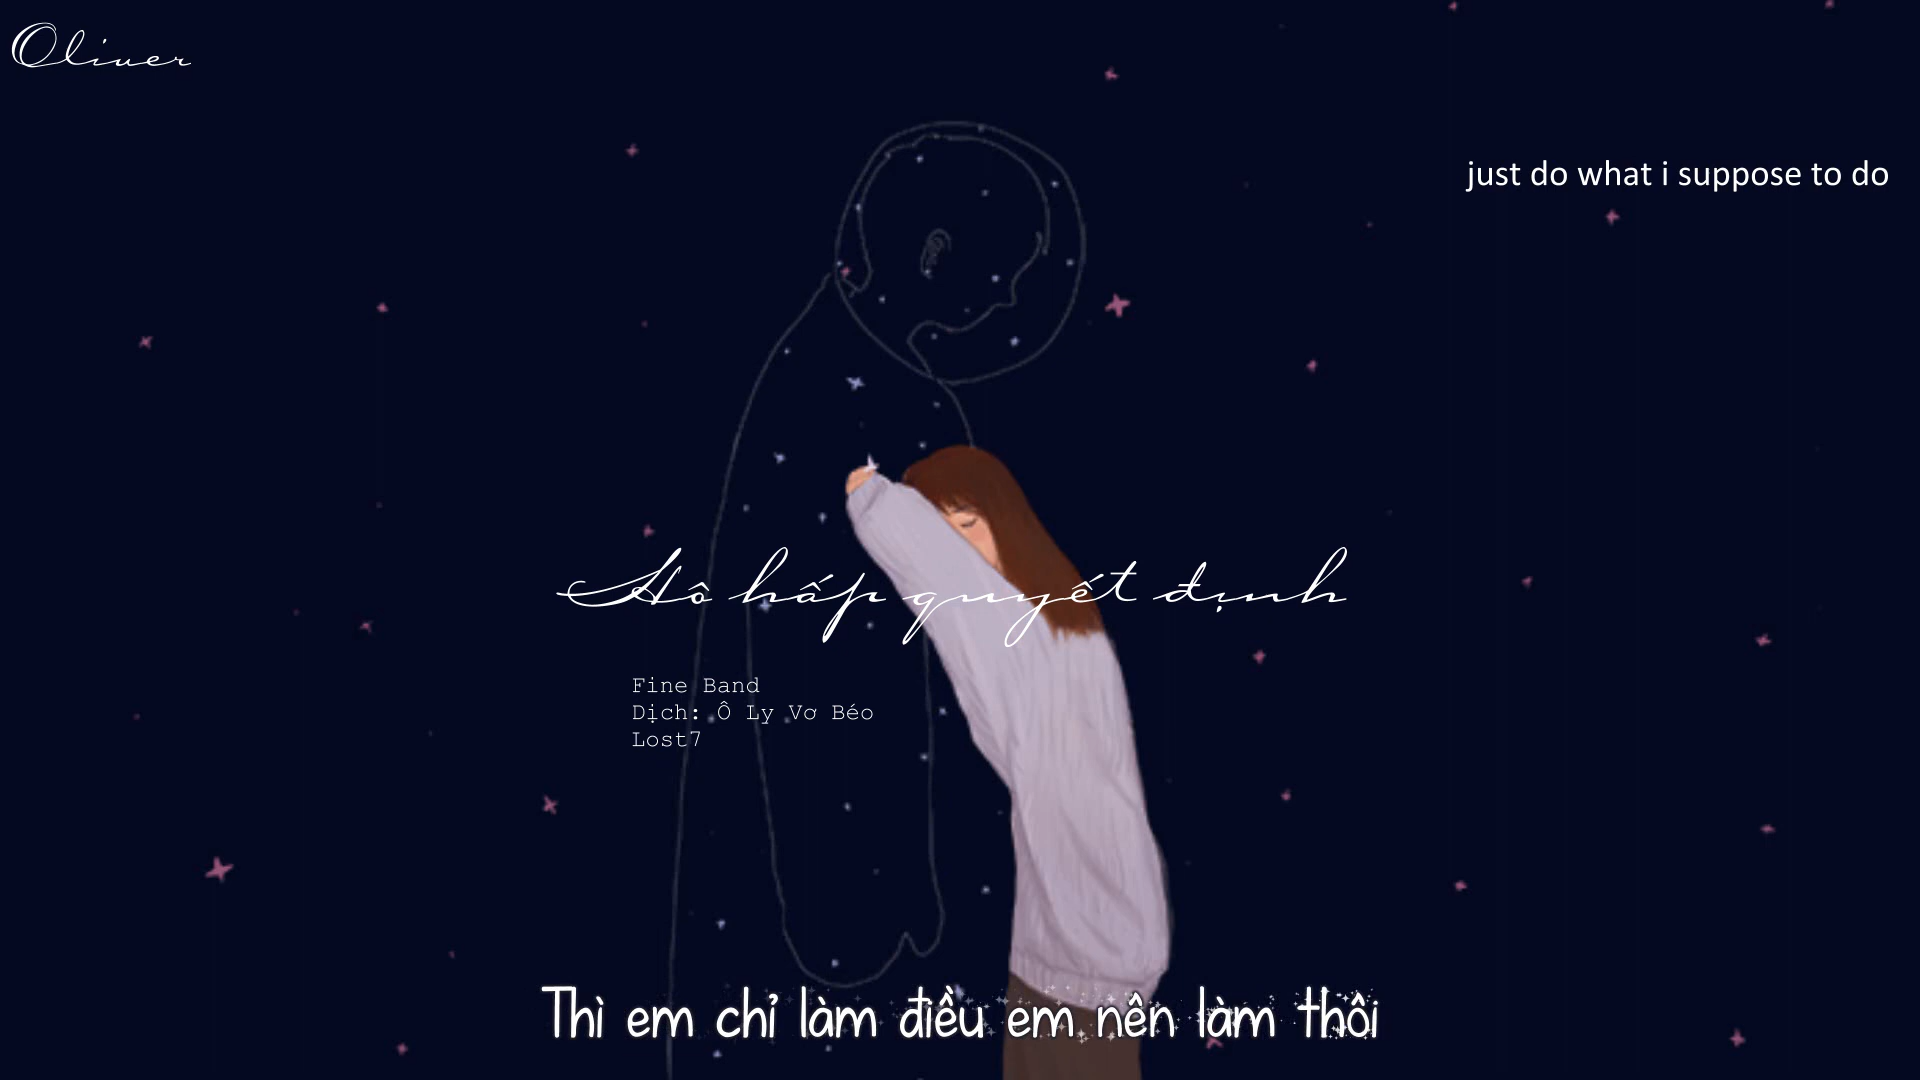 Oliver
just do what i suppose to do
Hô hấp quyết định
Fine Band
Dịch: Ô Ly Vơ Béo
Lost7
Thì em chỉ làm điều em nên làm thôi